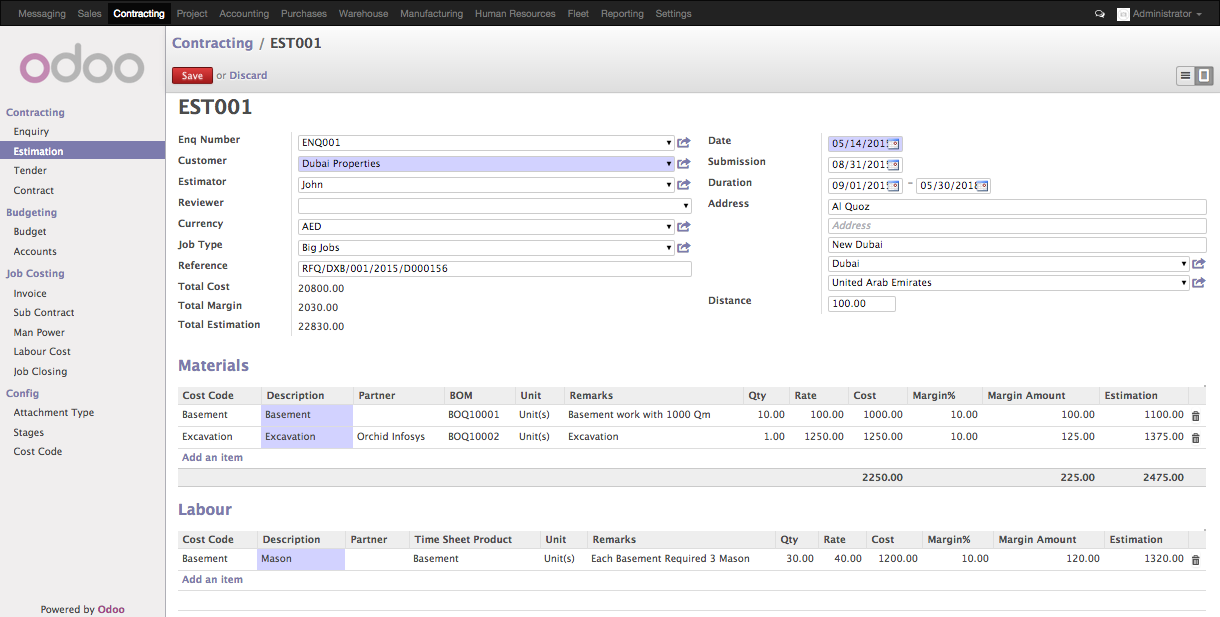 Messaging Sales Contracting Project Accounting Purchases Warehouse Manufacturing Human Resources Fleet Reporting Settings Administrator
odoo
Contracting
Enquiry
Estimation
Tender
Contract
Budgeting
Budget
Accounts
Job Costing
Invoice
Sub Contract
Man Power
Labour Cost
Job Closing
Config
Attachment Type
Stages
Cost Code
Powered by Odoo
Contracting / EST001
Save or Discard
EST001
Enq Number ENQ001
Customer Dubai Properties
Estimator John
Reviewer
Currency AED
Job Type Big Jobs
Reference RFQ/DXB/001/2015/D000156
Total Cost 20800.00
Total Margin 2030.00
Total Estimation 22830.00
Date 05/14/2015
Submission 08/31/2015
Duration 09/01/2015 - 05/30/2018
Address Al Quoz
Address
New Dubai
Dubai
United Arab Emirates
Distance 100.00
Materials
Cost Code Description Partner BOM Unit Remarks Qty Rate Cost Margin% Margin Amount Estimation
Basement Basement BOQ10001 Unit(s) Basement work with 1000 Qm 10.00 100.00 1000.00 10.00 100.00 1100.00
Excavation Excavation Orchid Infosys BOQ10002 Unit(s) Excavation 1.00 1250.00 1250.00 10.00 125.00 1375.00
Add an item
2250.00 225.00 2475.00
Labour
Cost Code Description Partner Time Sheet Product Unit Remarks Qty Rate Cost Margin% Margin Amount Estimation
Basement Mason Basement Unit(s) Each Basement Required 3 Mason 30.00 40.00 1200.00 10.00 120.00 1320.00
Add an item